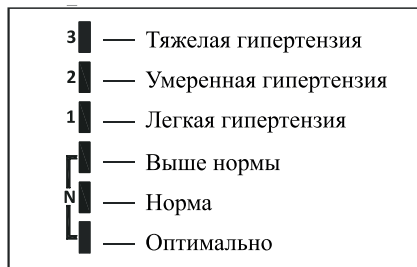 3 — Тяжелая гипертензия
2 — Умеренная гипертензия
1 — Легкая гипертензия
— Выше нормы
N — Норма
— Оптимально